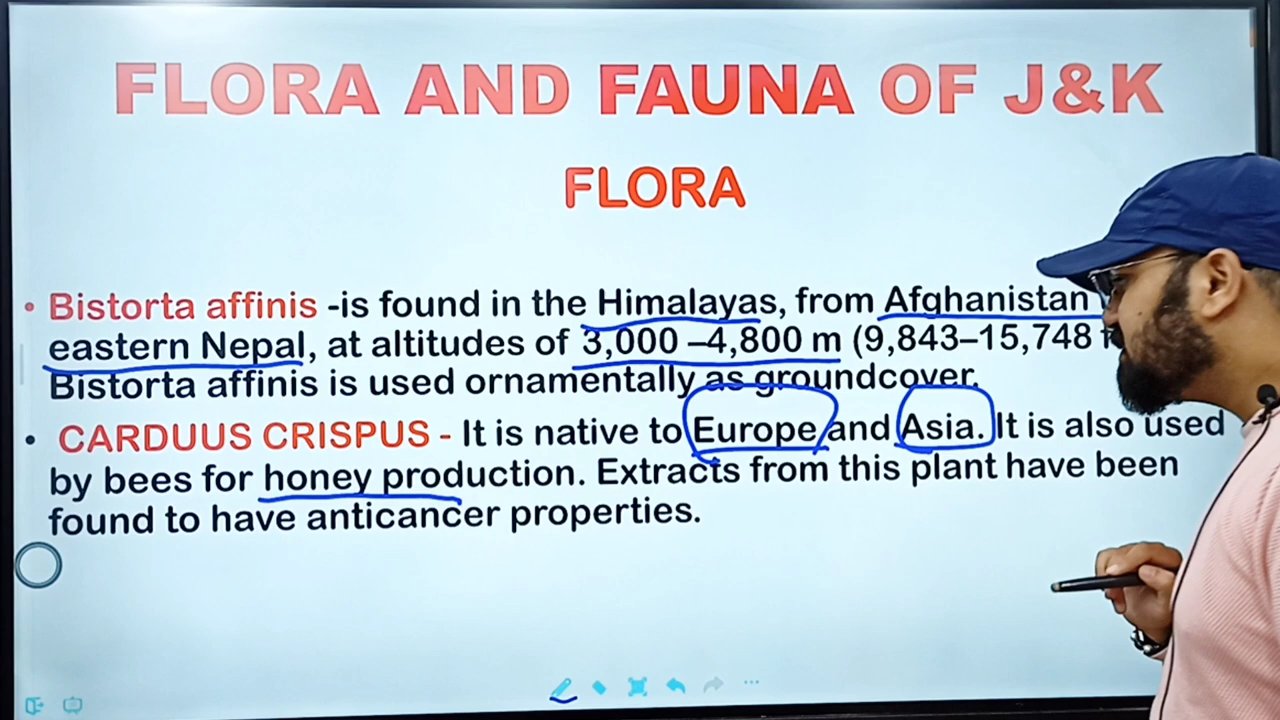 FLORA AND FAUNA OF J&K
FLORA
• Bistorta affinis -is found in the Himalayas, from Afghanistan
eastern Nepal, at altitudes of 3,000 –4,800 m (9,843–15,748
Bistorta affinis is used ornamentally as groundcover.
• CARDUUS CRISPUS - It is native to Europe and Asia. It is also used
by bees for honey production. Extracts from this plant have been
found to have anticancer properties.